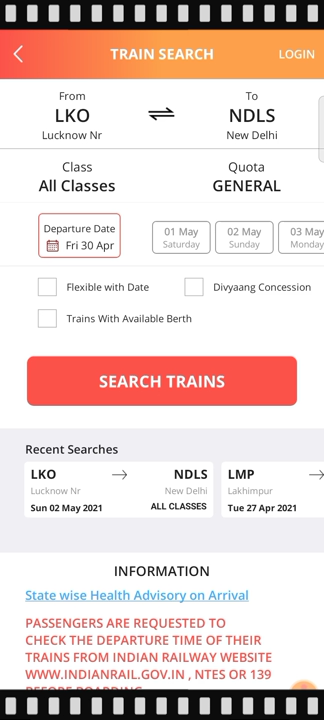 TRAIN SEARCH
LOGIN
From
To
LKO
NDLS
Lucknow Nr
New Delhi
Class
Quota
All Classes
GENERAL
Departure Date
Fri 30 Apr
01 May
Saturday
02 May
Sunday
03 May
Monday
Flexible with Date
Divyaang Concession
Trains With Available Berth
SEARCH TRAINS
Recent Searches
LKO
NDLS
Lucknow Nr
New Delhi
Sun 02 May 2021
ALL CLASSES
LMP
Lakhimpur
Tue 27 Apr 2021
INFORMATION
State wise Health Advisory on Arrival
PASSENGERS ARE REQUESTED TO
CHECK THE DEPARTURE TIME OF THEIR
TRAINS FROM INDIAN RAILWAY WEBSITE
WWW.INDIANRAIL.GOV.IN , NTES OR 139
BEFORE BOARDING